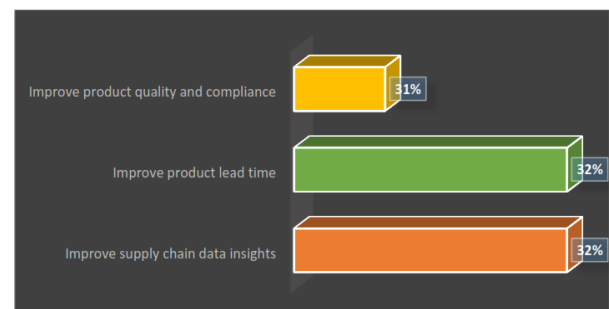 Improve product quality and compliance
31%
Improve product lead time
32%
Improve supply chain data insights
32%